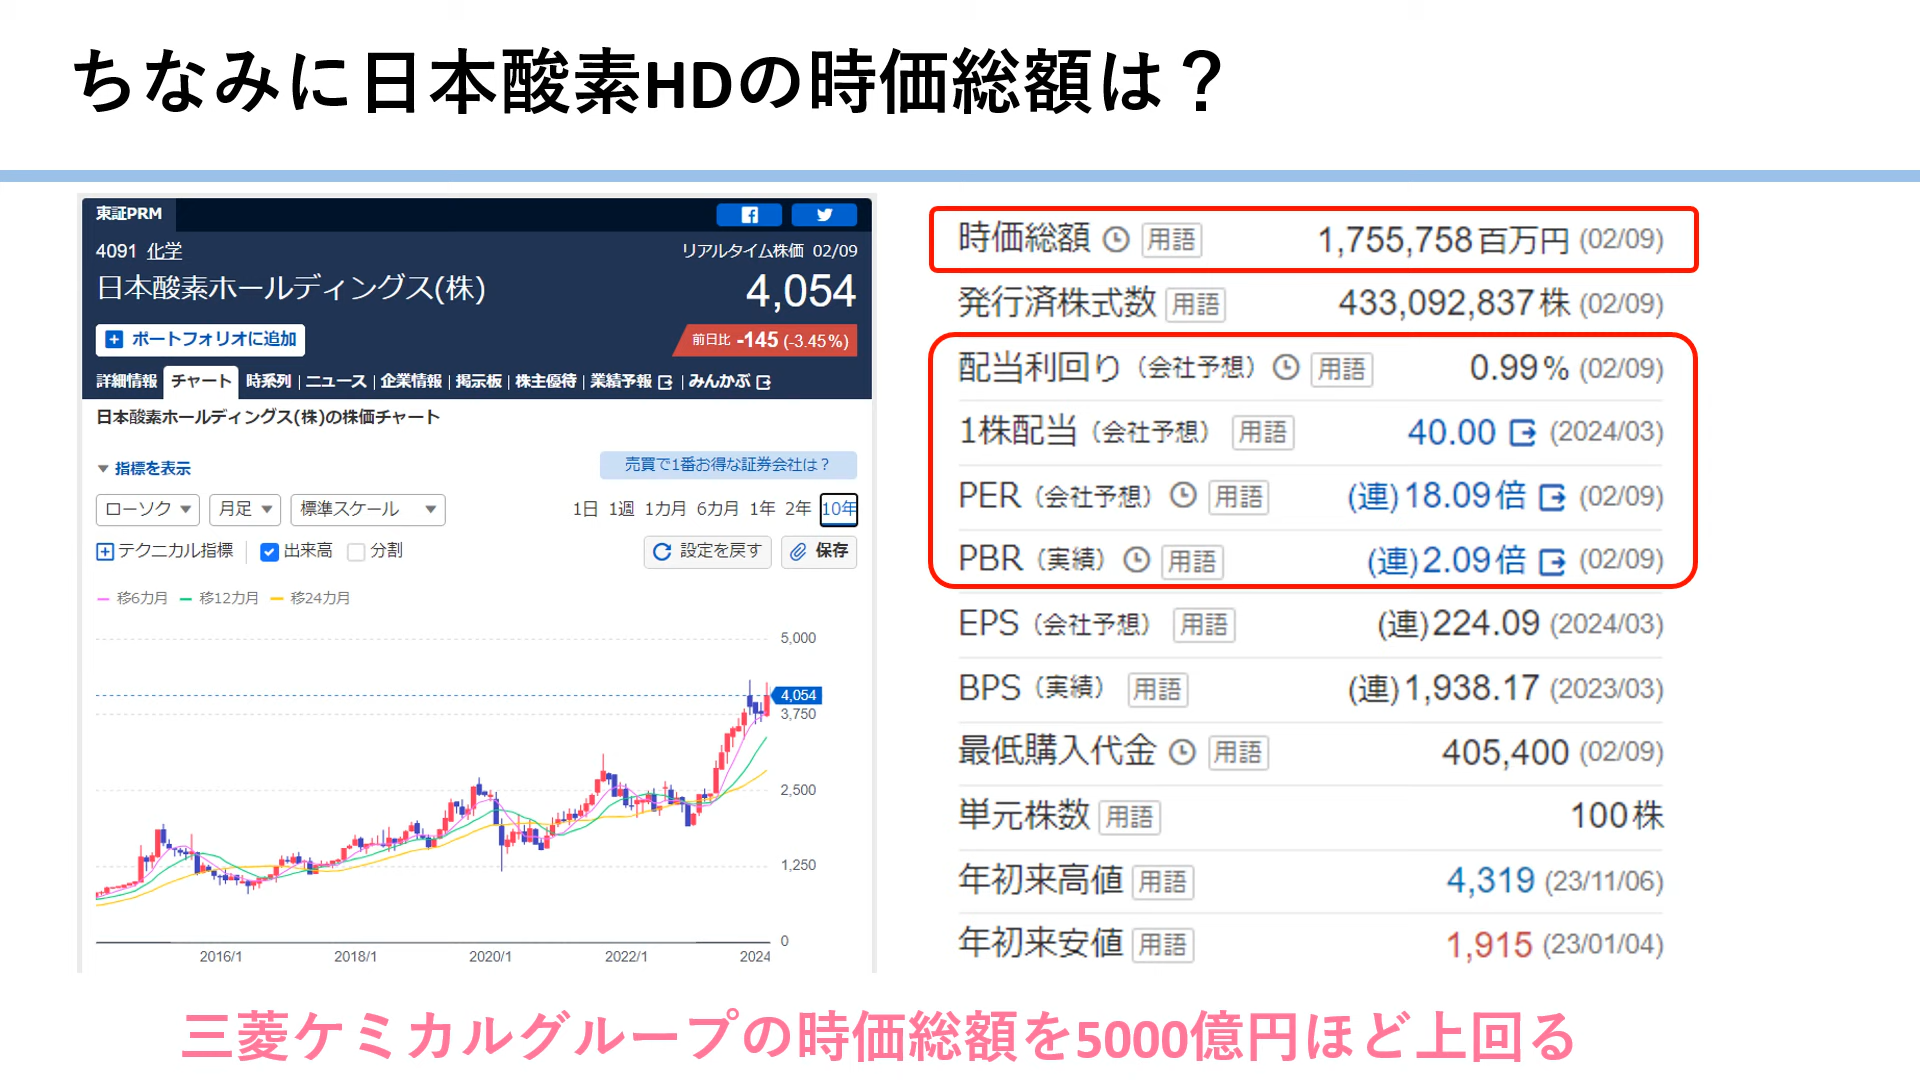 ちなみに日本酸素HDの時価総額は？
東証PRM
4091 化学
リアルタイム株価 02/09
日本酸素ホールディングス(株)
4,054
ポートフォリオに追加
前日比 -145 (-3.45%)
詳細情報 チャート 時系列 ニュース 企業情報 掲示板 株主優待 業績予報 みんかぶ
日本酸素ホールディングス(株)の株価チャート
指標を表示
売買で1番お得な証券会社は？
ローソク 月足 標準スケール
1日 1週 1カ月 6カ月 1年 2年 10年
テクニカル指標 出来高 分割
設定を戻す 保存
移6カ月 移12カ月 移24カ月
5,000
4,054
3,750
2,500
1,250
0
2016/1 2018/1 2020/1 2022/1 2024
時価総額 用語 1,755,758百万円 (02/09)
発行済株式数 用語 433,092,837株 (02/09)
配当利回り（会社予想） 用語 0.99% (02/09)
1株配当（会社予想） 用語 40.00 (2024/03)
PER（会社予想） 用語 (連)18.09倍 (02/09)
PBR（実績） 用語 (連)2.09倍 (02/09)
EPS（会社予想） 用語 (連)224.09 (2024/03)
BPS（実績） 用語 (連)1,938.17 (2023/03)
最低購入代金 用語 405,400 (02/09)
単元株数 用語 100株
年初来高値 用語 4,319 (23/11/06)
年初来安値 用語 1,915 (23/01/04)
三菱ケミカルグループの時価総額を5000億円ほど上回る